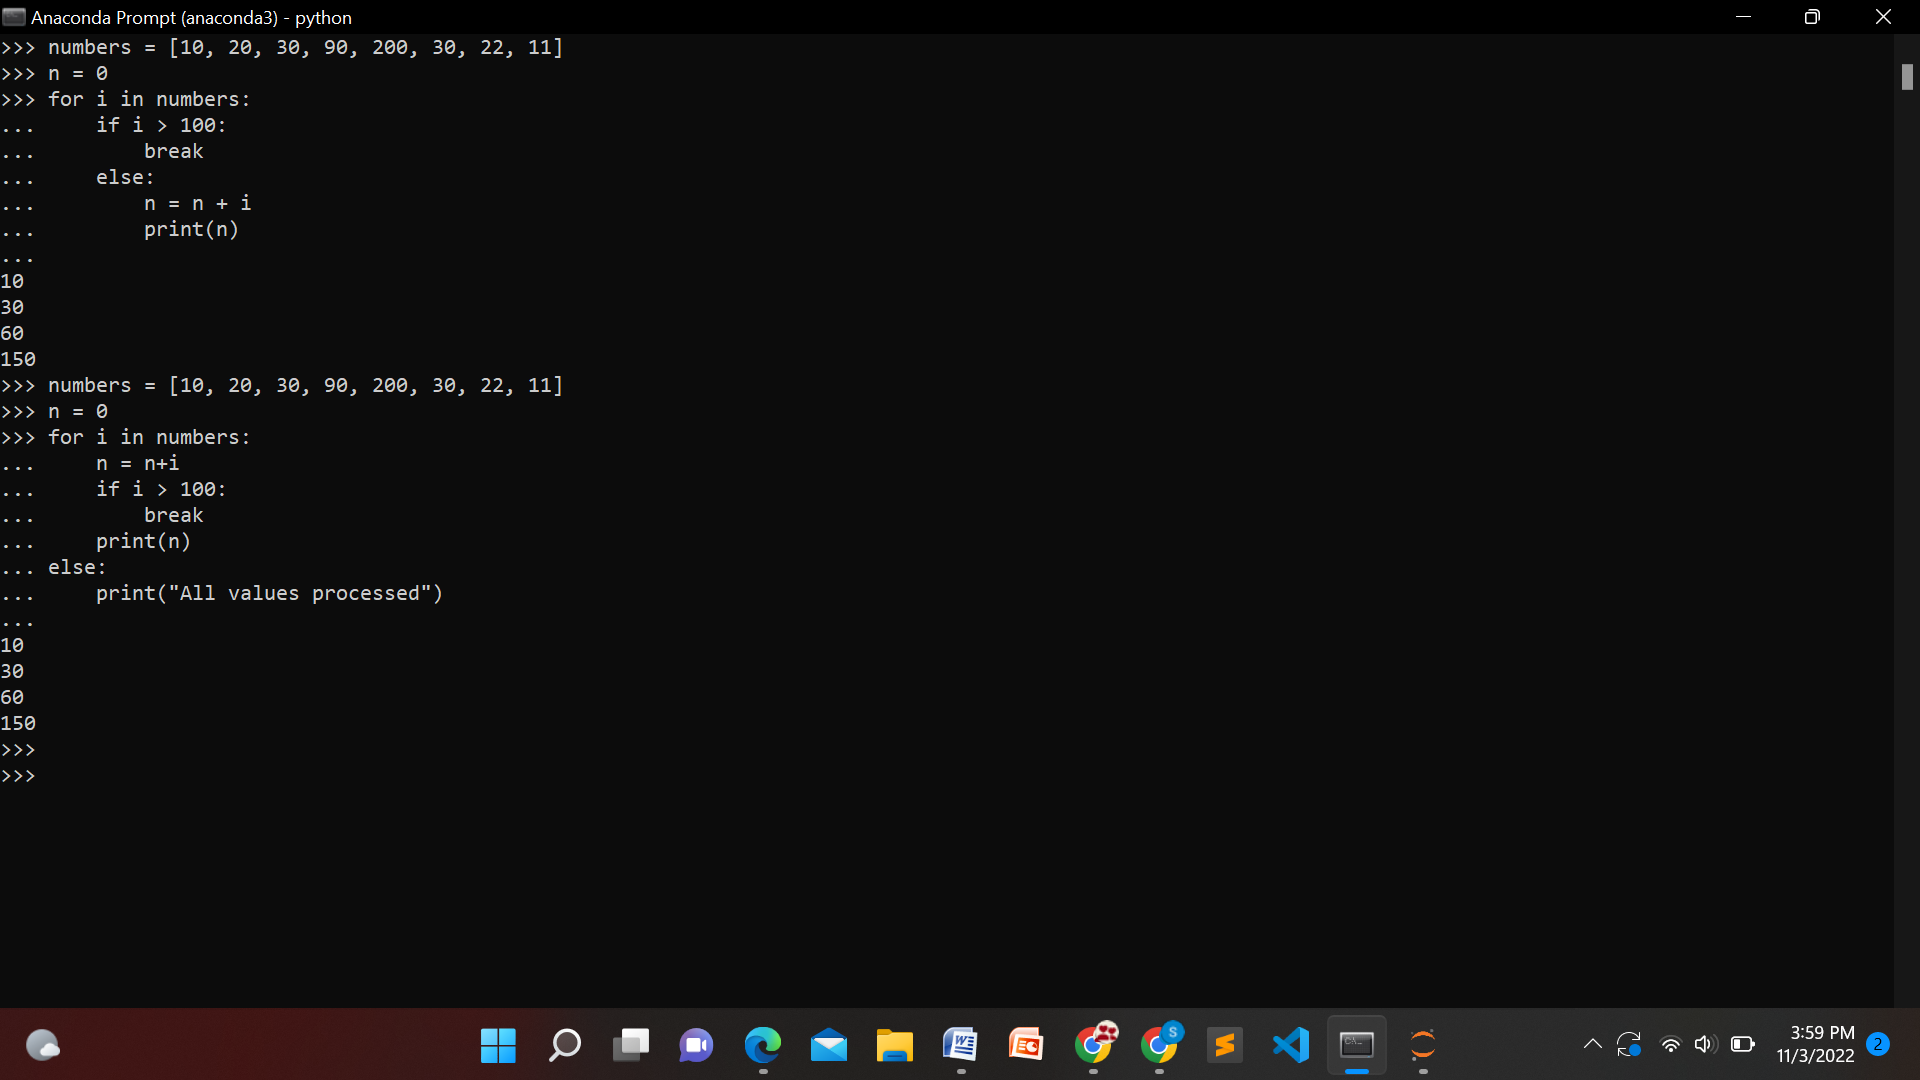 Anaconda Prompt (anaconda3) - python
>>> numbers = [10, 20, 30, 90, 200, 30, 22, 11]
>>> n = 0
>>> for i in numbers:
...     if i > 100:
...         break
...     else:
...         n = n + i
...         print(n)
...
10
30
60
150
>>> numbers = [10, 20, 30, 90, 200, 30, 22, 11]
>>> n = 0
>>> for i in numbers:
...     n = n+i
...     if i > 100:
...         break
...     print(n)
... else:
...     print("All values processed")
...
10
30
60
150
>>>
>>>
S
3:59 PM
11/3/2022
2